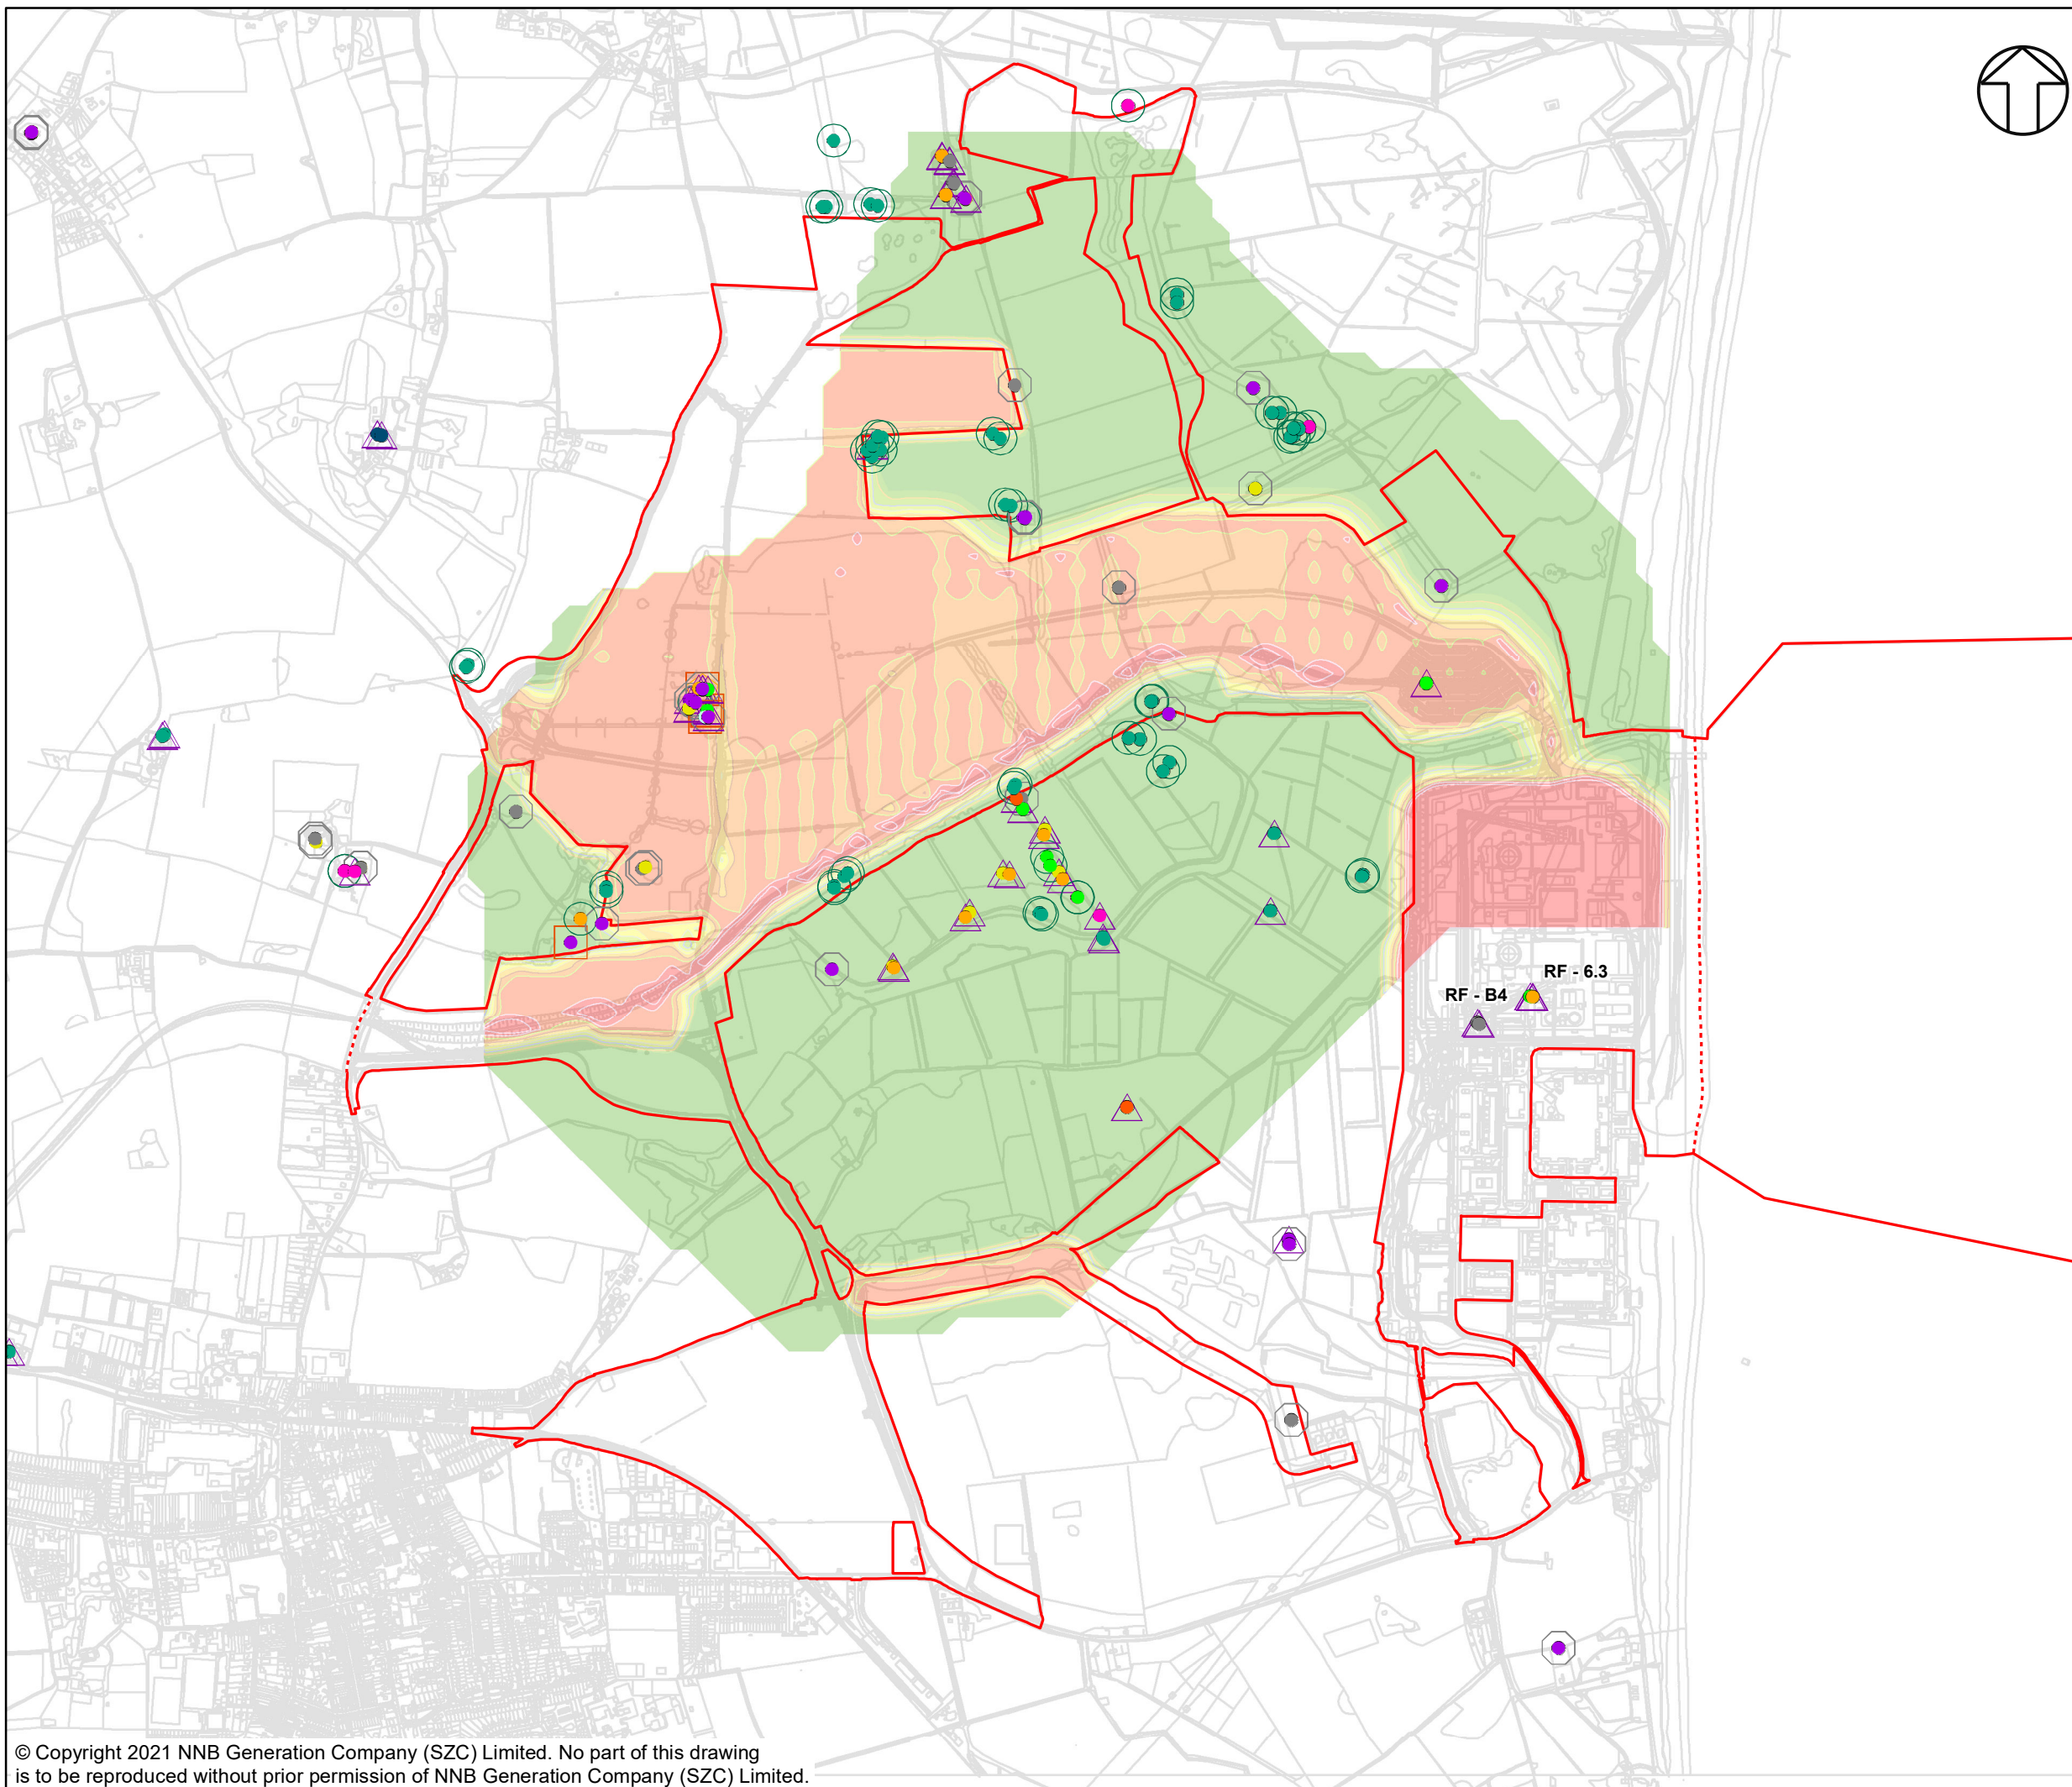 RF - 6.3
RF - B4
© Copyright 2021 NNB Generation Company (SZC) Limited. No part of this drawing
is to be reproduced without prior permission of NNB Generation Company (SZC) Limited.